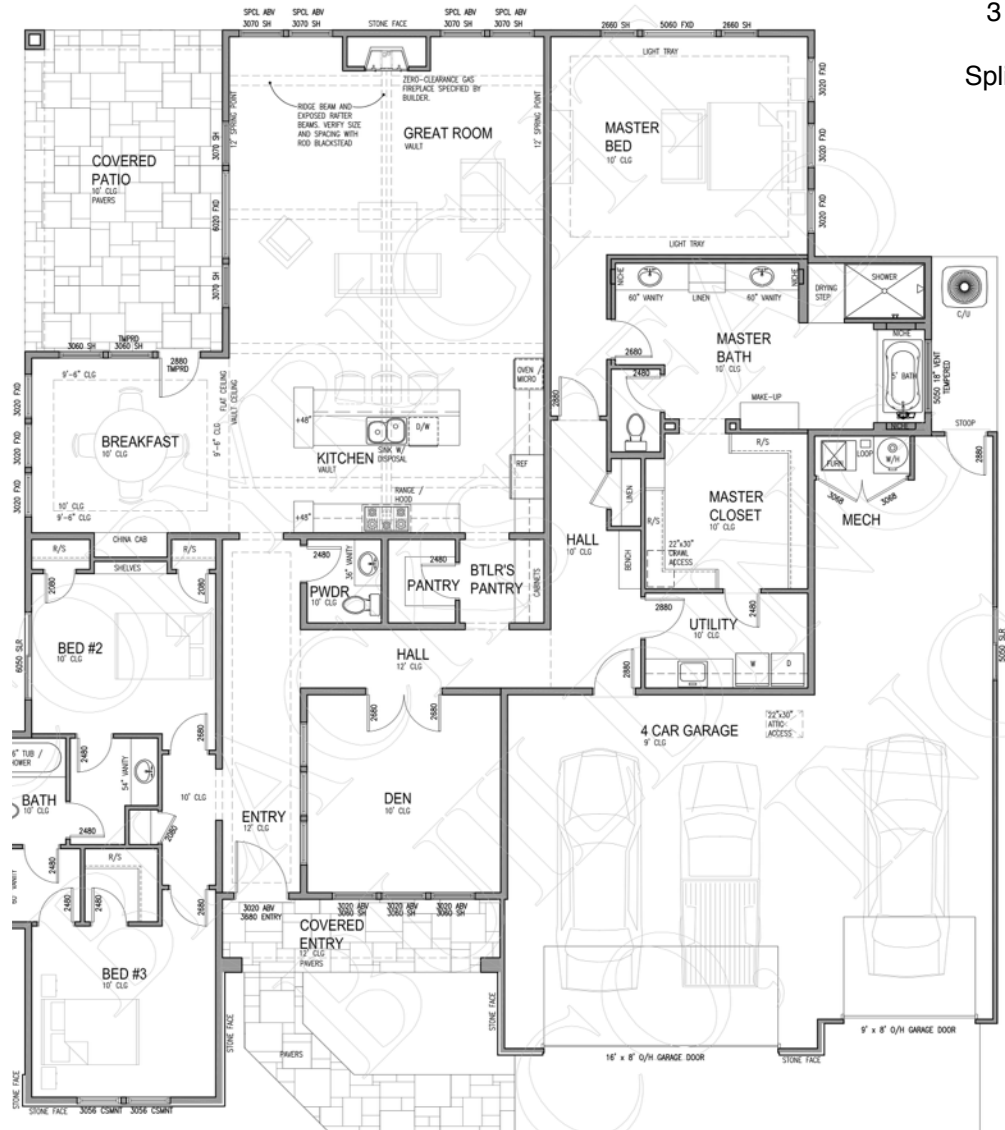 3
Spl
SPCL ABV
3070 SH
SPCL ABV
3070 SH
STONE FACE
SPCL ABV
3070 SH
SPCL ABV
3070 SH
2660 SH
5060 FXD
2660 SH
LIGHT TRAY
ZERO-CLEARANCE GAS
FIREPLACE SPECIFIED BY
BUILDER.
RIDGE BEAM AND
EXPOSED RAFTER
BEAMS. VERIFY SIZE
AND SPACING WITH
ROD BLACKSTEAD
12' SPRING POINT
12' SPRING POINT
GREAT ROOM
VAULT
MASTER
BED
10' CLG
3020 FXD
3020 FXD
3020 FXD
LIGHT TRAY
COVERED
PATIO
10' CLG
PAVERS
3070 SH
6020 FXD
3070 SH
NICHE
60" VANITY
LINEN
60" VANITY
NICHE
DRYING
STEP
SHOWER
C/U
NICHE
5' BATH
NICHE
5050 18" VENT
TEMPERED
STOOP
2880
MASTER
BATH
10' CLG
2680
2480
MAKE-UP
3060 SH
TMPRD
3060 SH
2880
TMPRD
9'-6" CLG
FLAT CEILING
VAULT CEILING
9'-6" CLG
3020 FXD
3020 FXD
3020 FXD
BREAKFAST
10' CLG
10' CLG
9'-6" CLG
OVEN /
MICRO
+48"
D/W
SINK W/
DISPOSAL
KITCHEN
VAULT
REF
RANGE /
HOOD
+48"
2880
LINEN
HALL
10' CLG
BENCH
R/S
R/S
MASTER
CLOSET
10' CLG
22"x30"
CRAWL
ACCESS
FURN
LOOP
W/H
3068
3068
MECH
CHINA CAB
R/S
R/S
SHELVES
2080
2080
BED #2
10' CLG
6050 SLR
2480
36" VANITY
PWDR
10' CLG
2480
PANTRY
BTLR'S
PANTRY
CABINETS
2880
2480
UTILITY
10' CLG
W
D
5050 SLR
HALL
12' CLG
2680
2680
2880
2680
4 CAR GARAGE
9' CLG
22"x30"
ATTIC
ACCESS
6" TUB /
2480
54" VANITY
BATH
10' CLG
2480
10' CLG
2080
ENTRY
12' CLG
DEN
10' CLG
2480
R/S
2480
2480
2680
60" VANITY
3020 ABV
3680 ENTRY
3020 ABV
3060 SH
3020 ABV
3060 SH
3020 ABV
3060 SH
COVERED
ENTRY
12' CLG
PAVERS
BED #3
10' CLG
STONE FACE
STONE FACE
PAVERS
16' x 8' O/H GARAGE DOOR
STONE FACE
9' x 8' O/H GARAGE DOOR
STONE FACE
STONE FACE
3056 CSMNT
3056 CSMNT